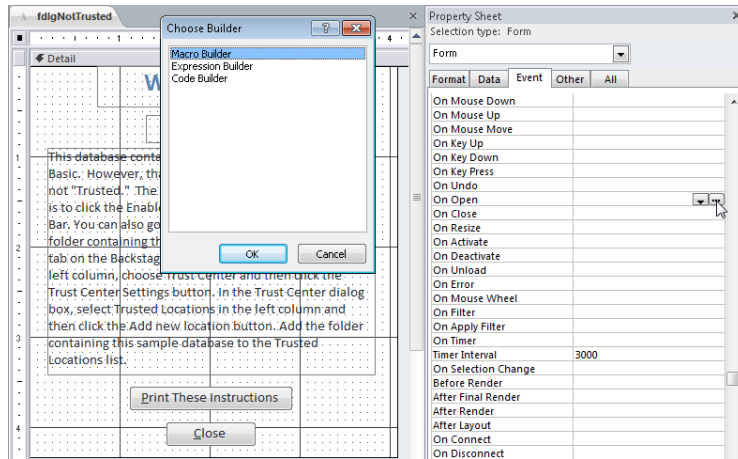 fdlgNotTrusted
Detail
W
This database conta
Basic. However, tha
not "Trusted." The
is to click the Enabl
Bar. You can also go
folder containing th
tab on the Backstag
left column, choose Trust Center and then click the
Trust Center Settings button. In the Trust Center dialog
box, select Trusted Locations in the left column and
then click the Add new location button. Add the folder
containing this sample database to the Trusted
Locations list.
Print These Instructions
Close
Choose Builder
Macro Builder
Expression Builder
Code Builder
OK
Cancel
1
4
1
2
3
4
Property Sheet
Selection type: Form
Form
Format Data Event Other All
On Mouse Down
On Mouse Up
On Mouse Move
On Key Up
On Key Down
On Key Press
On Undo
On Open
On Close
On Resize
On Activate
On Deactivate
On Unload
On Error
On Mouse Wheel
On Filter
On Apply Filter
On Timer
Timer Interval 3000
On Selection Change
Before Render
After Final Render
After Render
After Layout
On Connect
On Disconnect